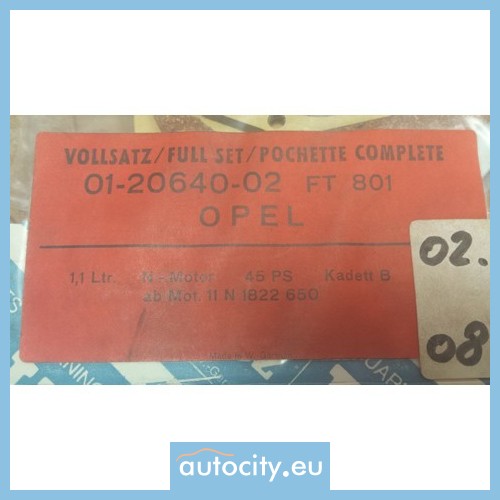 VOLLSATZ/FULL SET/POCHETTE COMPLETE
01-20640-02 FT 801
OPEL
1,1 Ltr. N-Motor 45 PS Kadett B
ab Mot. 11 N 1822 650
02.
08
autocity.eu